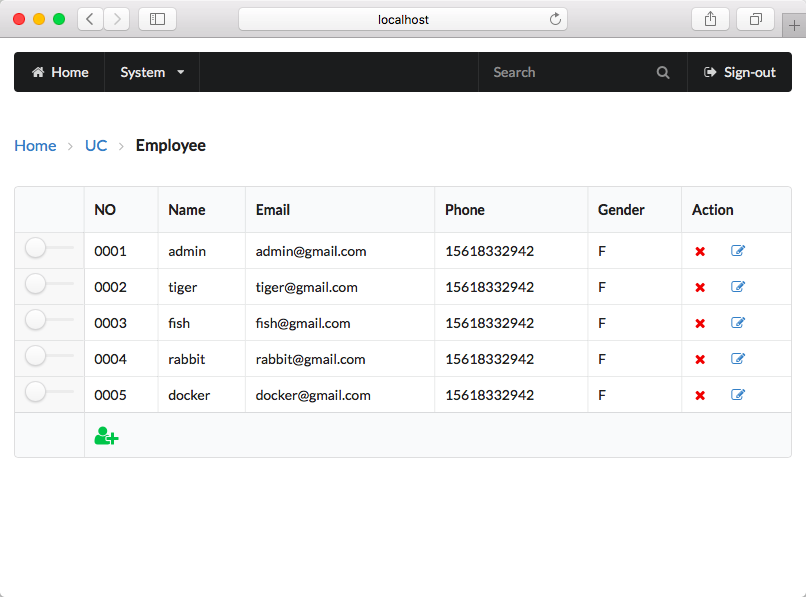 localhost
Home System Search Sign-out
Home UC Employee
NO Name Email Phone Gender Action
0001 admin admin@gmail.com 15618332942 F
0002 tiger tiger@gmail.com 15618332942 F
0003 fish fish@gmail.com 15618332942 F
0004 rabbit rabbit@gmail.com 15618332942 F
0005 docker docker@gmail.com 15618332942 F